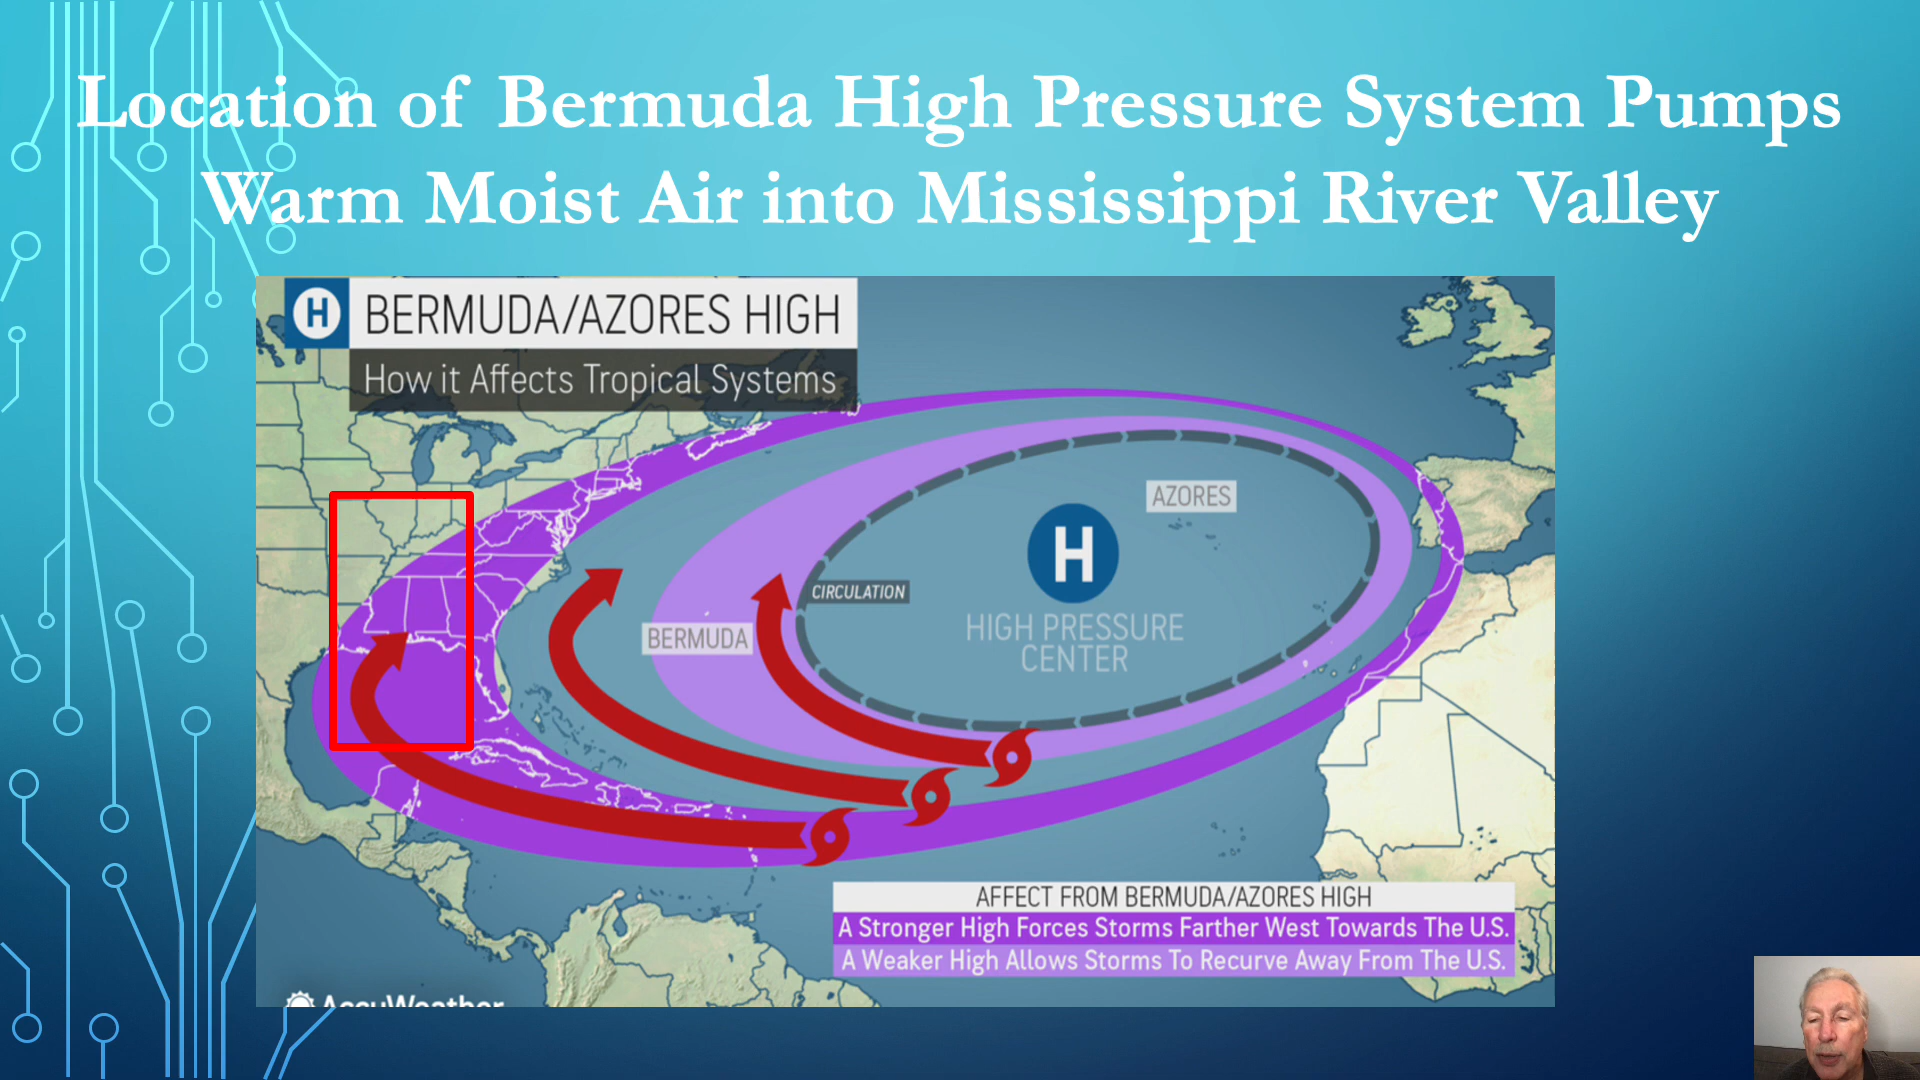 Location of Bermuda High Pressure System Pumps
Warm Moist Air into Mississippi River Valley
H BERMUDA/AZORES HIGH
How it Affects Tropical Systems
AZORES
H
CIRCULATION
HIGH PRESSURE
CENTER
BERMUDA
AFFECT FROM BERMUDA/AZORES HIGH
A Stronger High Forces Storms Farther West Towards The U.S.
A Weaker High Allows Storms To Recurve Away From The U.S.
AccuWeather